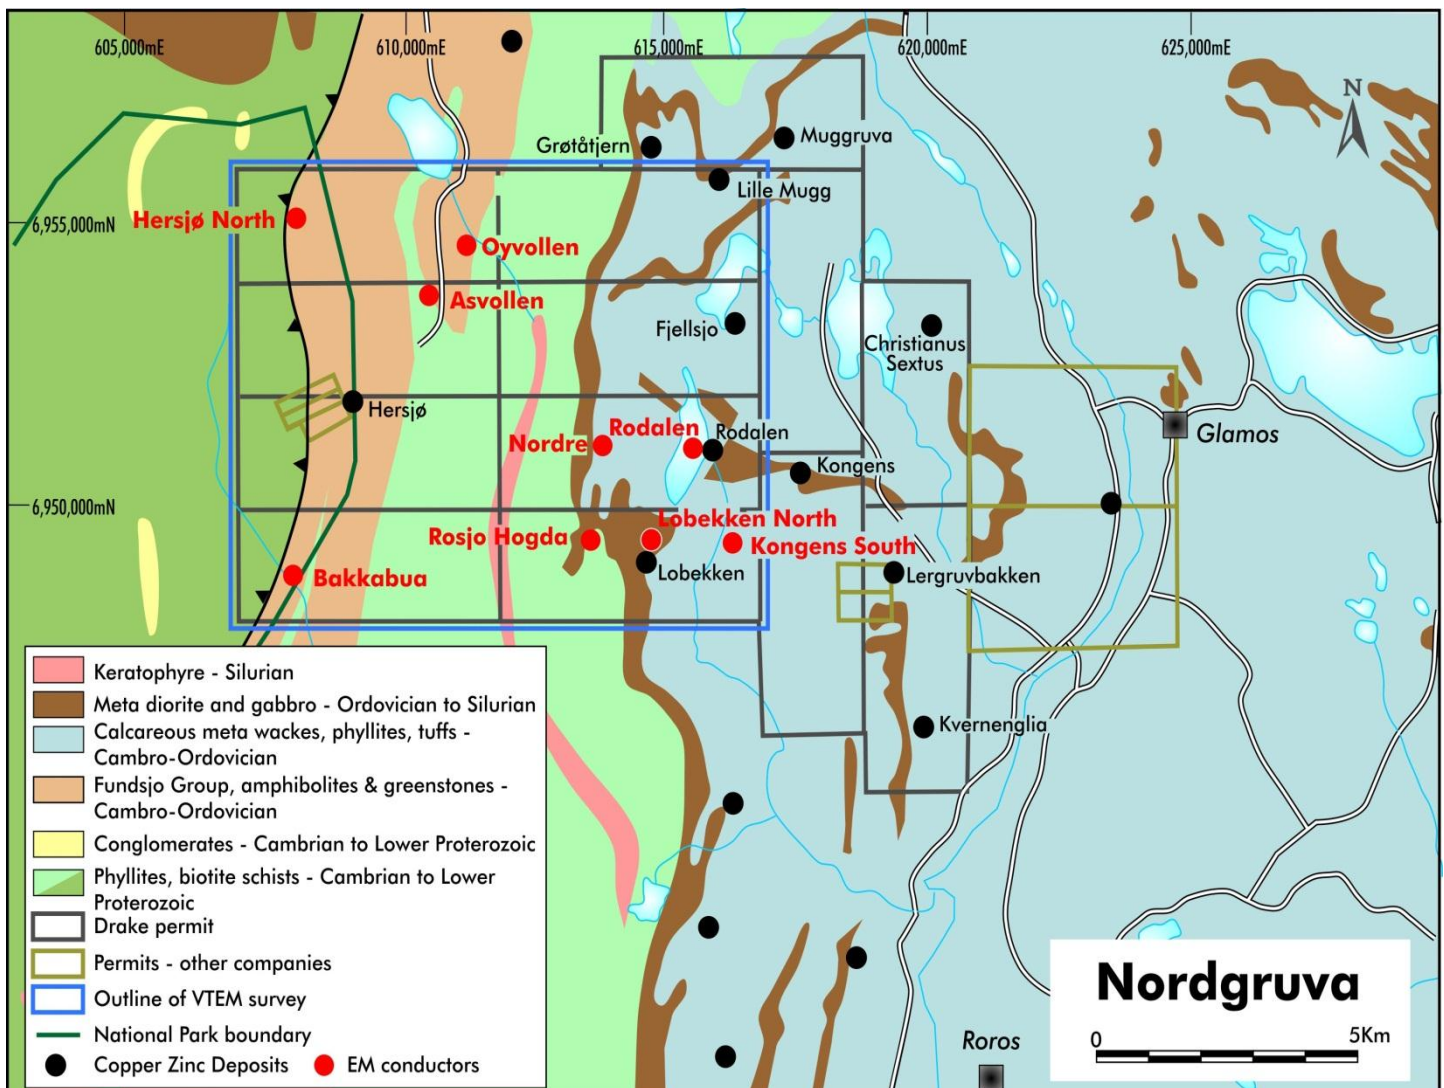 605,000mE
610,000mE
615,000mE
620,000mE
625,000mE
N
Grøtåtjern
Muggruva
Lille Mugg
6,955,000mN
Hersjø North
Oyvollen
Asvollen
Fjellsjo
Christianus
Sextus
Hersjø
Nordre
Rodalen
Rodalen
Glamos
Kongens
6,950,000mN
Rosjo Hogda
Lobekken North
Kongens South
Bakkabua
Lobekken
Lergruvbakken
Kvernenglia
Keratophyre - Silurian
Meta diorite and gabbro - Ordovician to Silurian
Calcareous meta wackes, phyllites, tuffs -
Cambro-Ordovician
Fundsjo Group, amphibolites & greenstones -
Cambro-Ordovician
Conglomerates - Cambrian to Lower Proterozoic
Phyllites, biotite schists - Cambrian to Lower
Proterozoic
Drake permit
Permits - other companies
Outline of VTEM survey
National Park boundary
Copper Zinc Deposits
EM conductors
Nordgruva
0
5Km
Roros